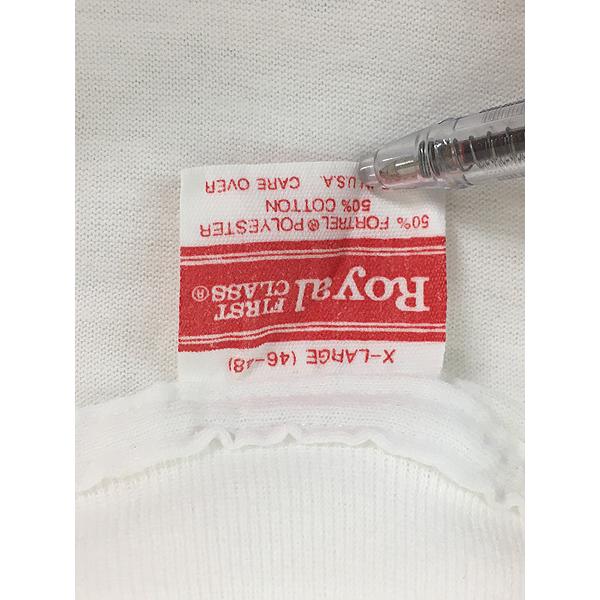 X-LARGE (46-48)
Royal FIRST
CLASS®
50% FORTREL® POLYESTER
50% COTTON
U.S.A. CARE OVER